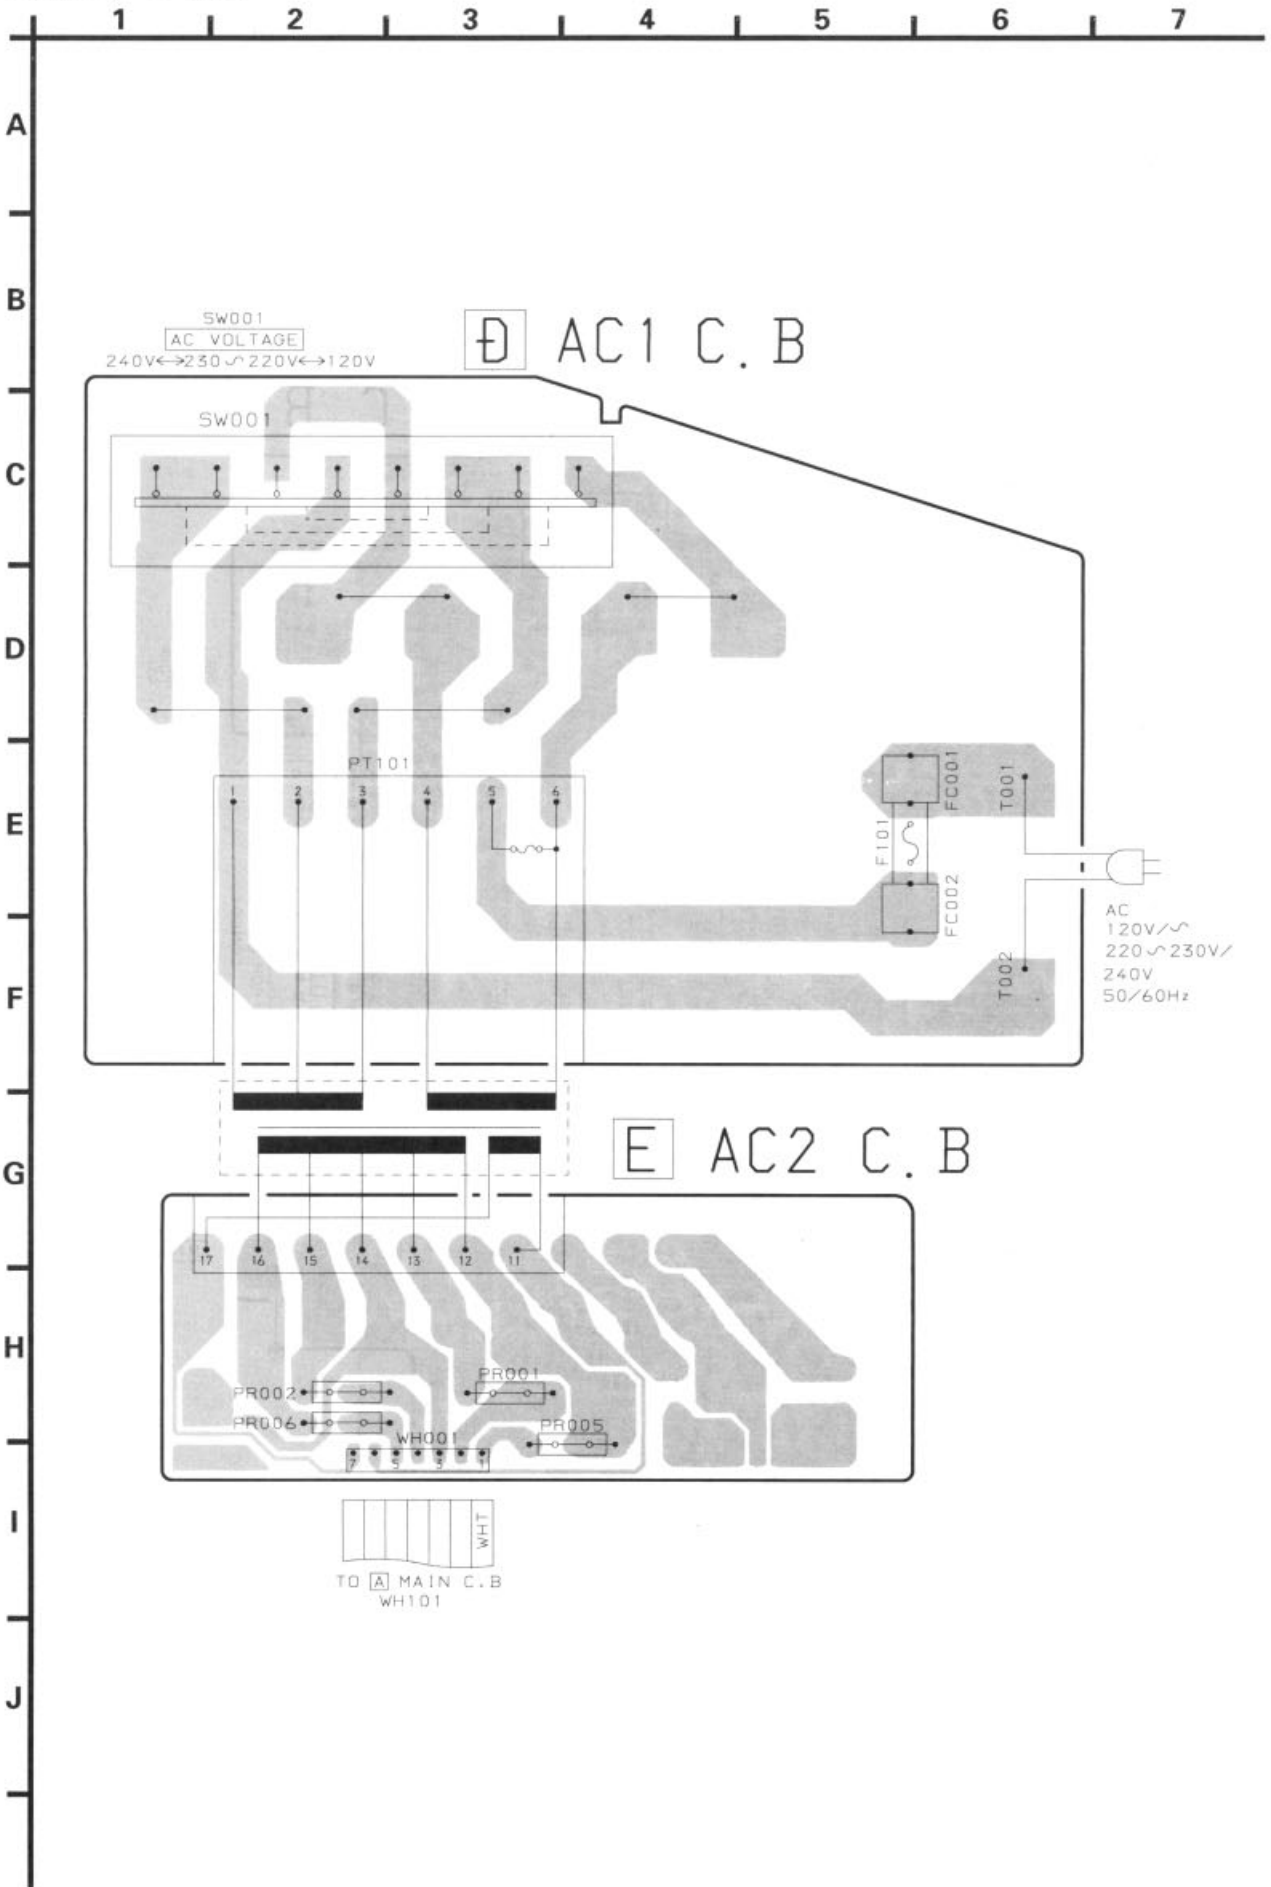 1 2 3 4 5 6 7
A
B
SW001
AC VOLTAGE
240V↔230∿220V↔120V
D AC1 C.B
SW001
C
D
PT101
1 2 3 4 5 6
E
FC001
T001
F101
FC002
AC
120V/∿
220∿230V/
240V
50/60Hz
T002
F
E AC2 C.B
G
17 16 15 14 13 12 11
H
PR002
PR001
PR006
PR005
WH001
7 5 3 1
I
WHT
TO A MAIN C.B
WH101
J